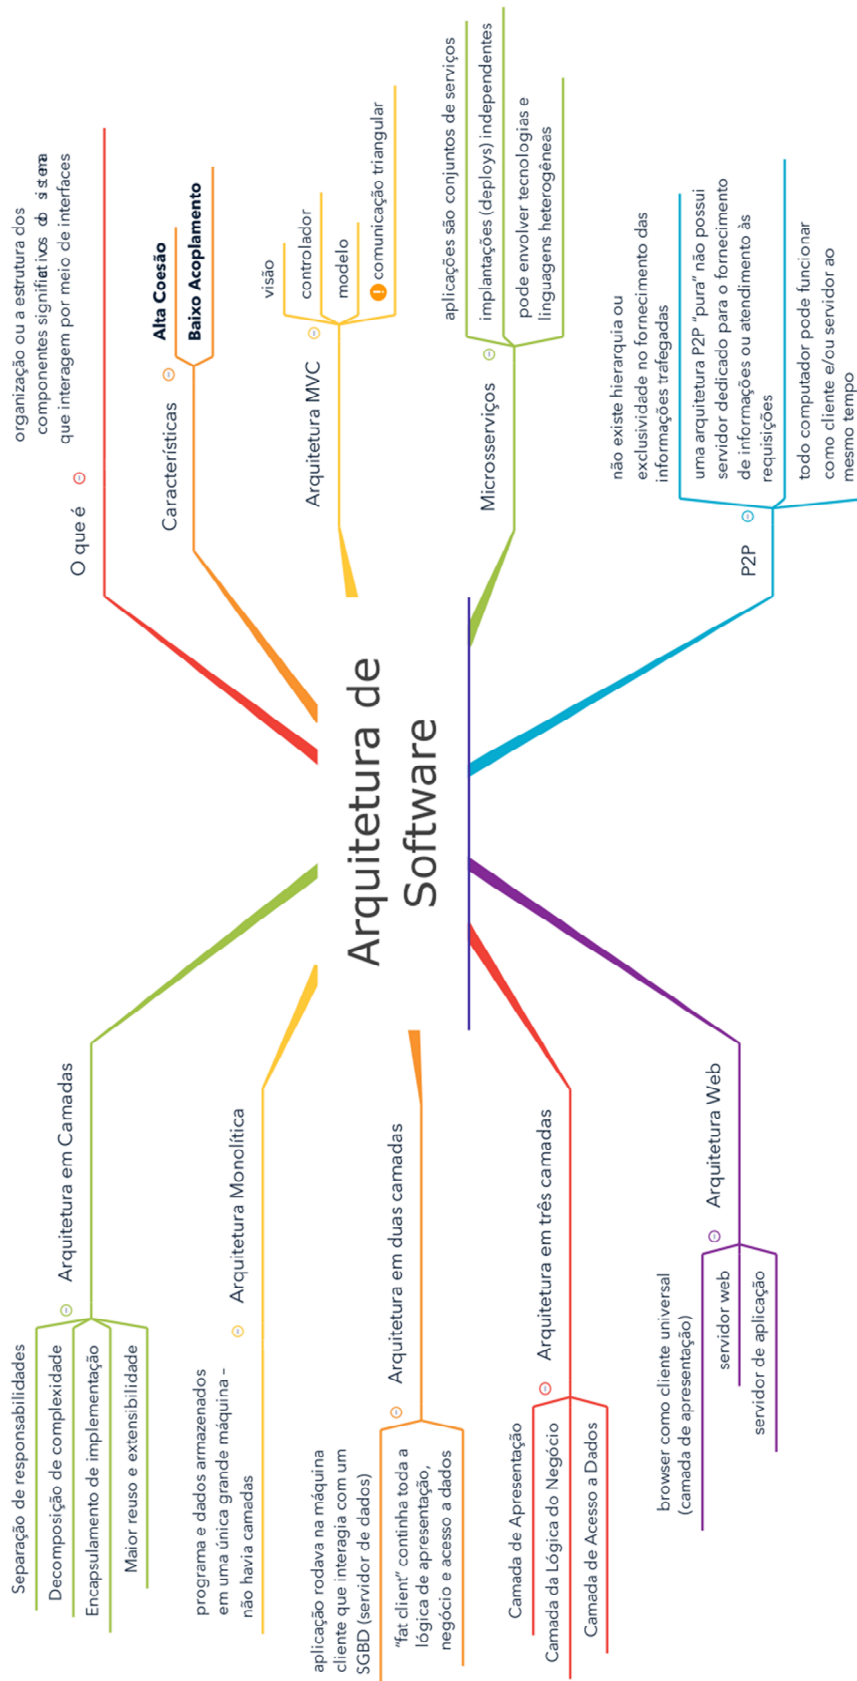 Arquitetura de
Software
O que é
organização ou a estrutura dos
componentes signifiativos do sistema
que interagem por meio de interfaces
Características
Alta Coesão
Baixo Acoplamento
Arquitetura MVC
visão
controlador
modelo
comunicação triangular
Microsserviços
aplicações são conjuntos de serviços
implantações (deploys) independentes
pode envolver tecnologias e
linguagens heterogêneas
P2P
não existe hierarquia ou
exclusividade no fornecimento das
informações trafegadas
uma arquitetura P2P “pura” não possui
servidor dedicado para o fornecimento
de informações ou atendimento às
requisições
todo computador pode funcionar
como cliente e/ou servidor ao
mesmo tempo
Arquitetura em Camadas
Separação de responsabilidades
Decomposição de complexidade
Encapsulamento de implementação
Maior reuso e extensibilidade
Arquitetura Monolítica
programa e dados armazenados
em uma única grande máquina –
não havia camadas
Arquitetura em duas camadas
aplicação rodava na máquina
cliente que interagia com um
SGBD (servidor de dados)
“fat client” continha toda a
lógica de apresentação,
negócio e acesso a dados
Arquitetura em três camadas
Camada de Apresentação
Camada da Lógica do Negócio
Camada de Acesso a Dados
Arquitetura Web
browser como cliente universal
(camada de apresentação)
servidor web
servidor de aplicação